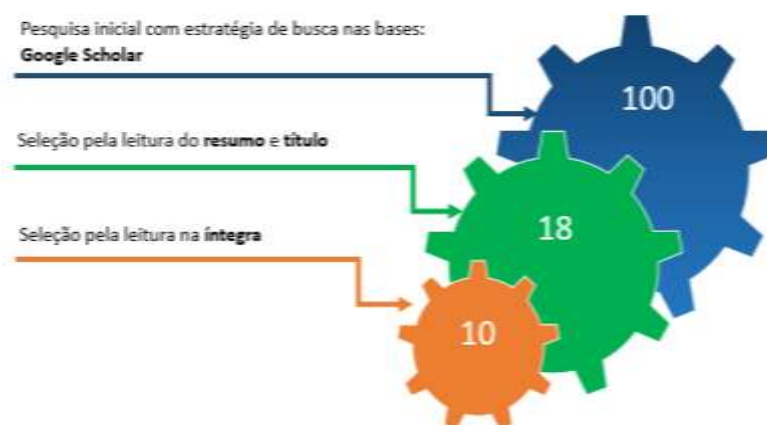 Pesquisa inicial com estratégia de busca nas bases:
Google Scholar
100
Seleção pela leitura do resumo e título
18
Seleção pela leitura na íntegra
10